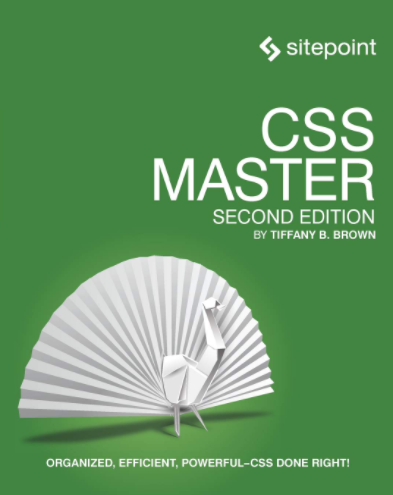 sitepoint
CSS
MASTER
SECOND EDITION
BY TIFFANY B. BROWN
ORGANIZED, EFFICIENT, POWERFUL–CSS DONE RIGHT!